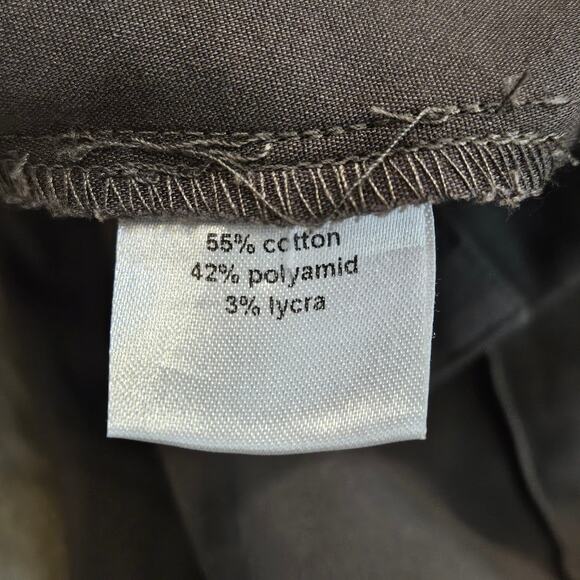 55% cotton
42% polyamid
3% lycra